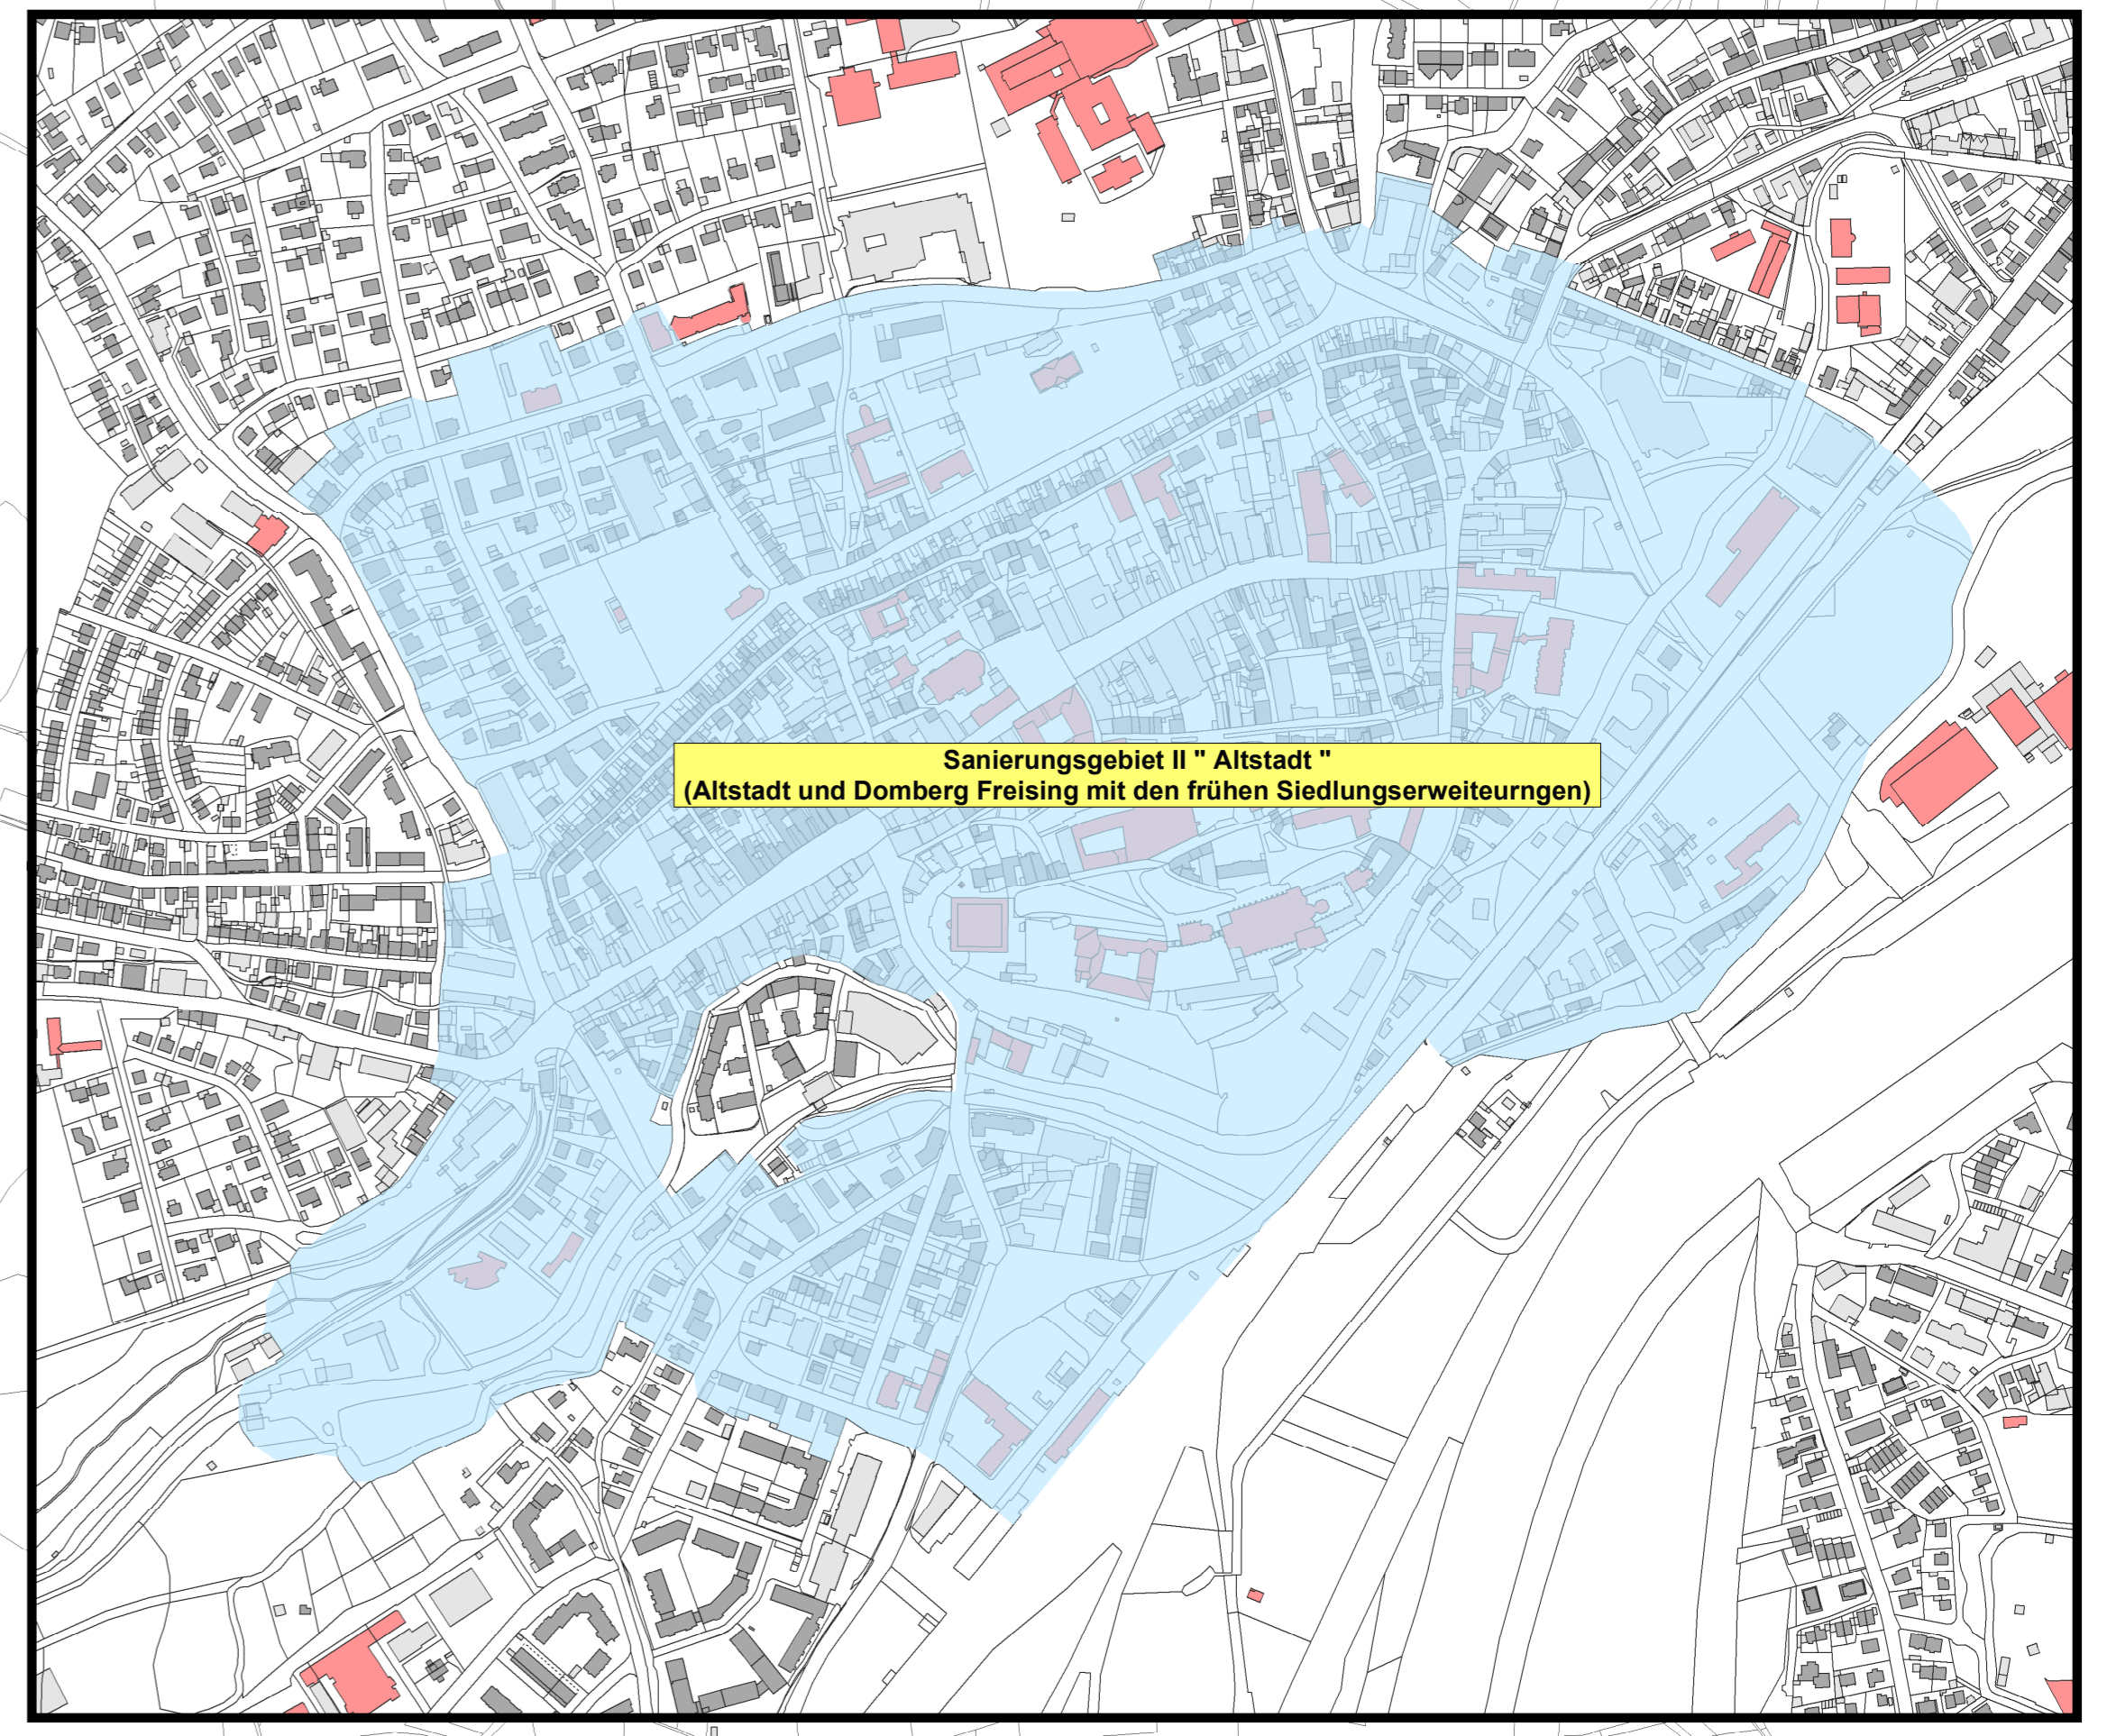 Sanierungsgebiet II " Altstadt "
(Altstadt und Domberg Freising mit den frühen Siedlungserweiteurngen)